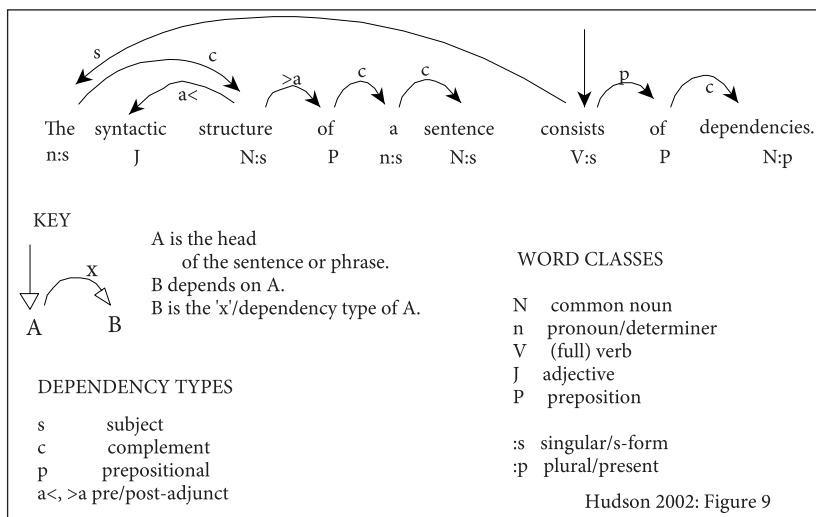 s c >a c c p c
a<
The syntactic structure of a sentence consists of dependencies.
n:s J N:s P n:s N:s V:s P N:p
KEY
x
A B
A is the head
of the sentence or phrase.
B depends on A.
B is the 'x'/dependency type of A.
DEPENDENCY TYPES
s subject
c complement
p prepositional
a<, >a pre/post-adjunct
WORD CLASSES
N common noun
n pronoun/determiner
V (full) verb
J adjective
P preposition
:s singular/s-form
:p plural/present
Hudson 2002: Figure 9